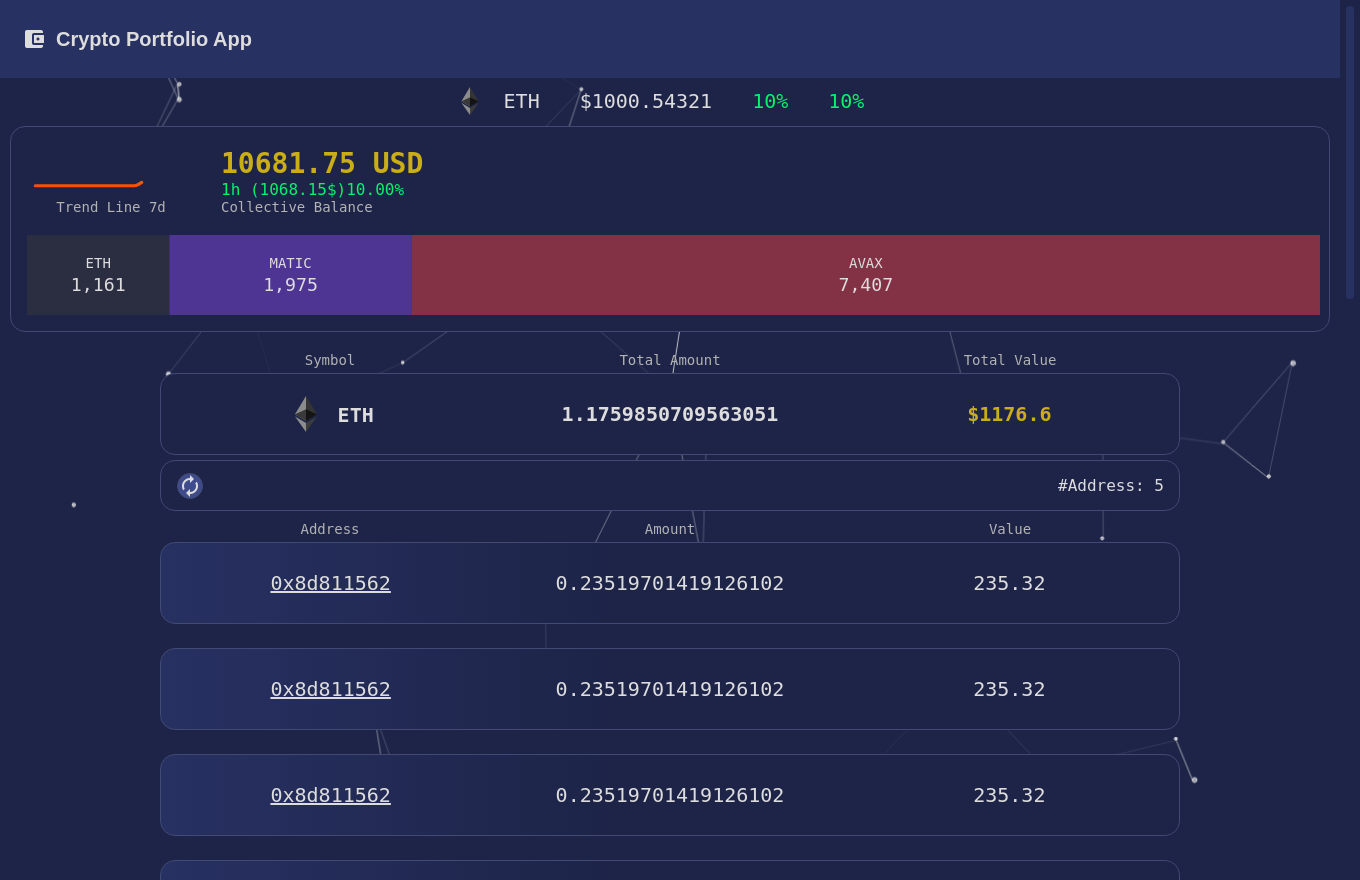 Crypto Portfolio App
ETH $1000.54321 10% 10%
10681.75 USD
1h (1068.15$)10.00%
Trend Line 7d Collective Balance
ETH MATIC AVAX
1,161 1,975 7,407
Symbol Total Amount Total Value
ETH 1.1759850709563051 $1176.6
#Address: 5
Address Amount Value
0x8d811562 0.23519701419126102 235.32
0x8d811562 0.23519701419126102 235.32
0x8d811562 0.23519701419126102 235.32